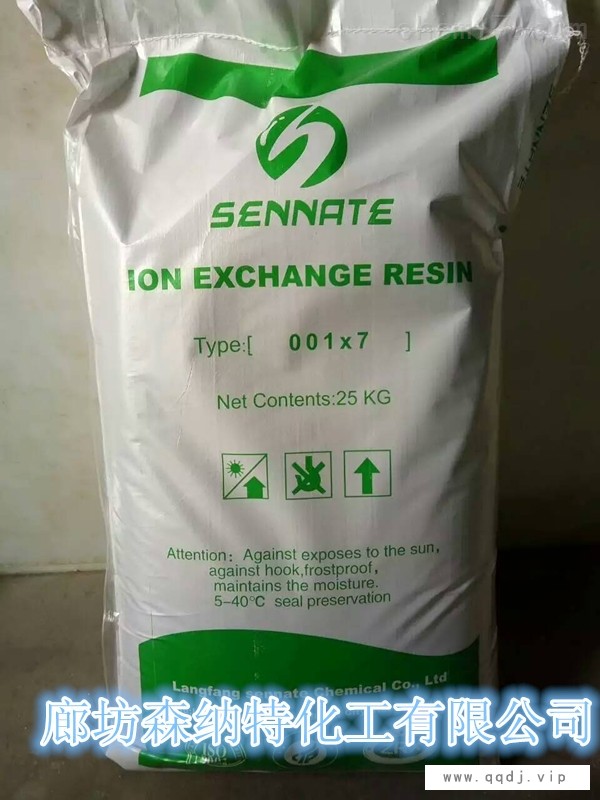 SENNATE
ION EXCHANGE RESIN
Type:[ 001x7 ]
Net Contents:25 KG
Attention: Against exposes to the sun,
against hook,frostproof,
maintains the moisture.
5-40℃ seal preservation
Langfang sennate Chemical Co., Ltd
廊坊森纳特化工有限公司
www.qqdj.vip